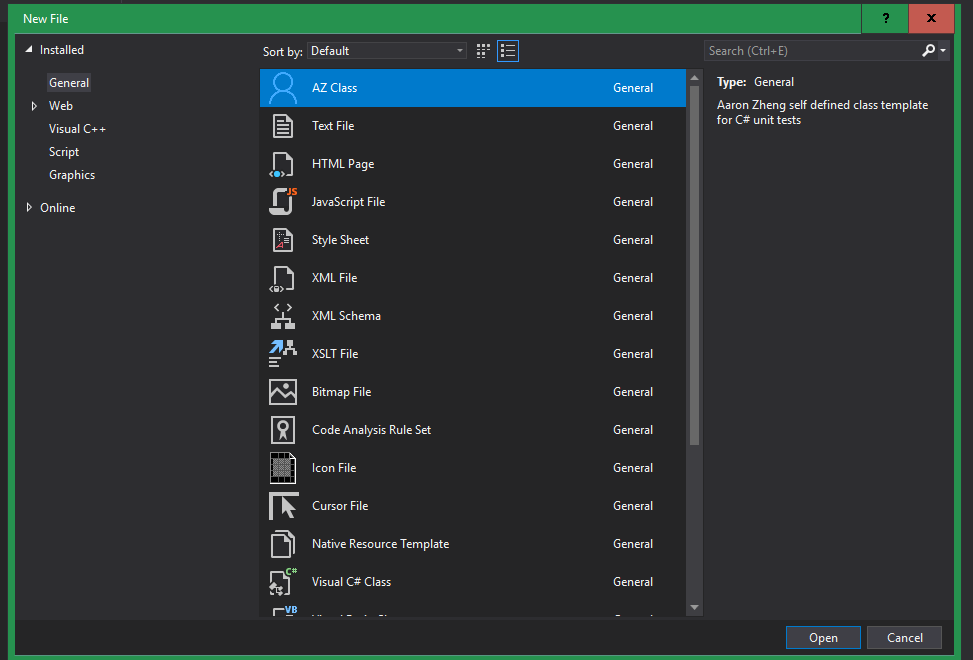 New File
? x
Installed
General
Web
Visual C++
Script
Graphics
Online
Sort by: Default
Search (Ctrl+E)
AZ Class General
Text File General
HTML Page General
JS
JavaScript File General
Style Sheet General
XML File General
XML Schema General
XSLT File General
Bitmap File General
Code Analysis Rule Set General
Icon File General
Cursor File General
Native Resource Template General
C#
Visual C# Class General
VB
Type: General
Aaron Zheng self defined class template
for C# unit tests
Open Cancel